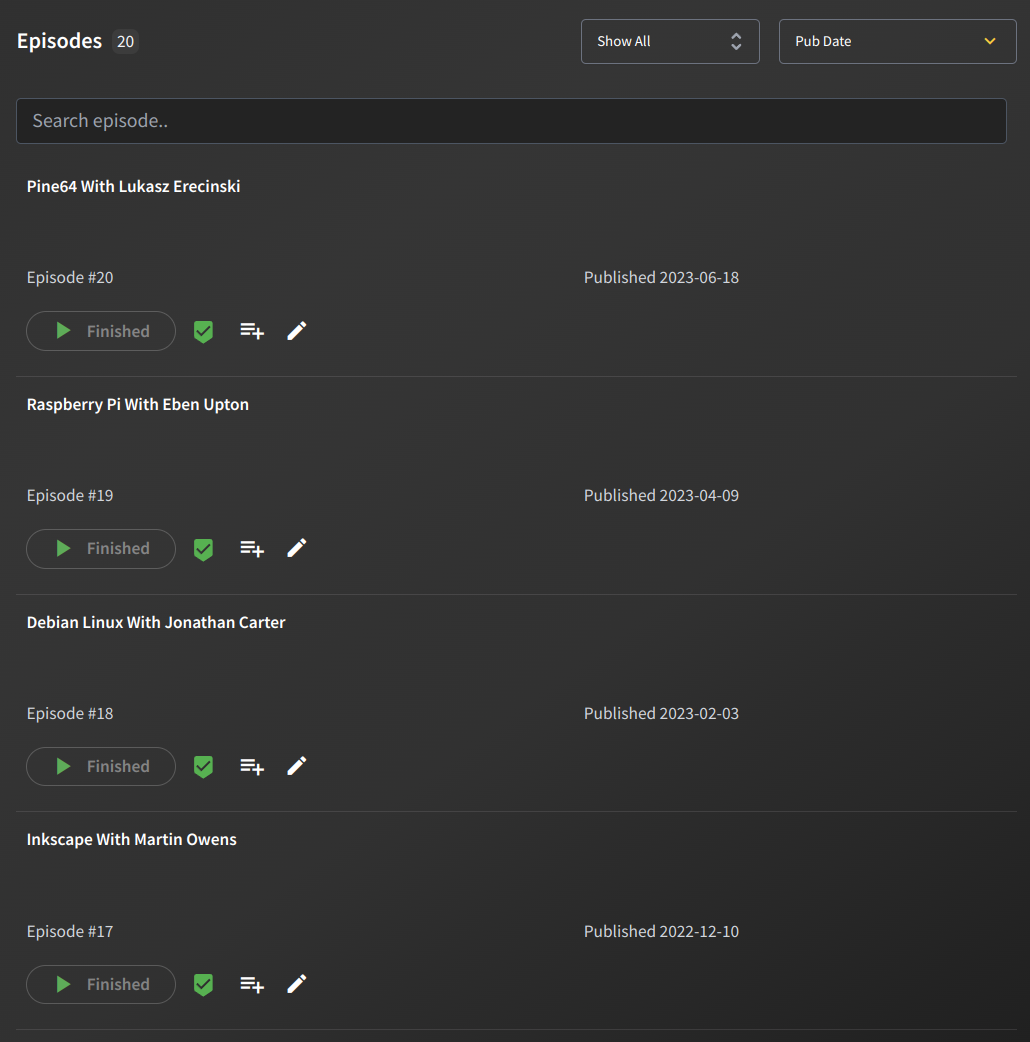 Episodes 20
Show All
Pub Date
Search episode..
Pine64 With Lukasz Erecinski
Episode #20
Published 2023-06-18
Finished
Raspberry Pi With Eben Upton
Episode #19
Published 2023-04-09
Finished
Debian Linux With Jonathan Carter
Episode #18
Published 2023-02-03
Finished
Inkscape With Martin Owens
Episode #17
Published 2022-12-10
Finished